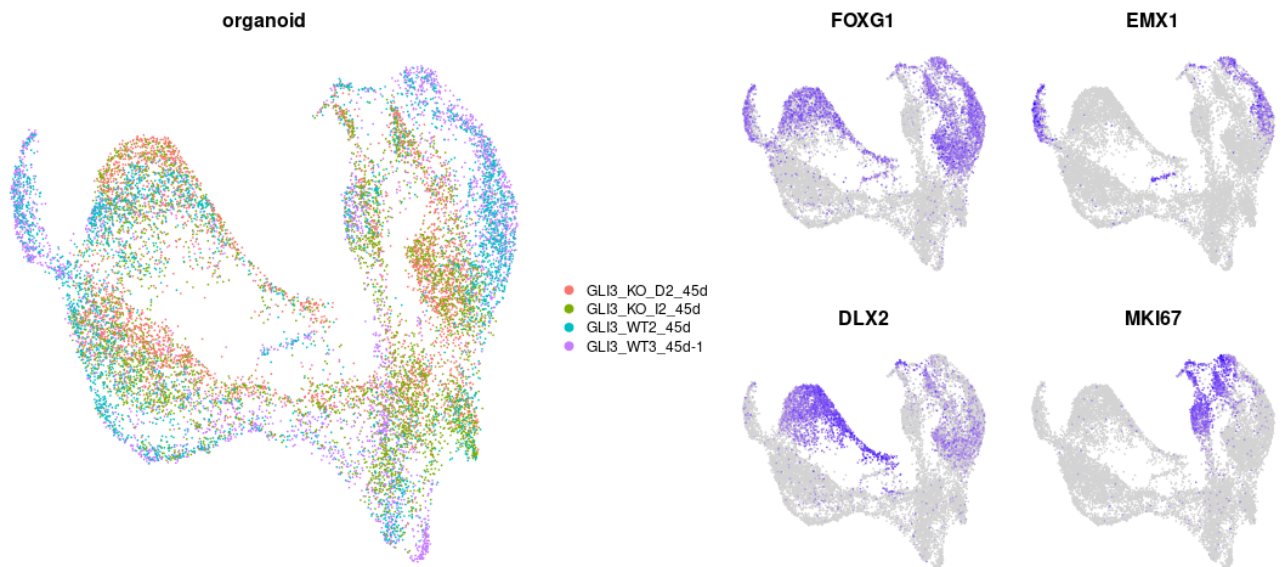 organoid
GLI3_KO_D2_45d
GLI3_KO_I2_45d
GLI3_WT2_45d
GLI3_WT3_45d-1
FOXG1
EMX1
DLX2
MKI67